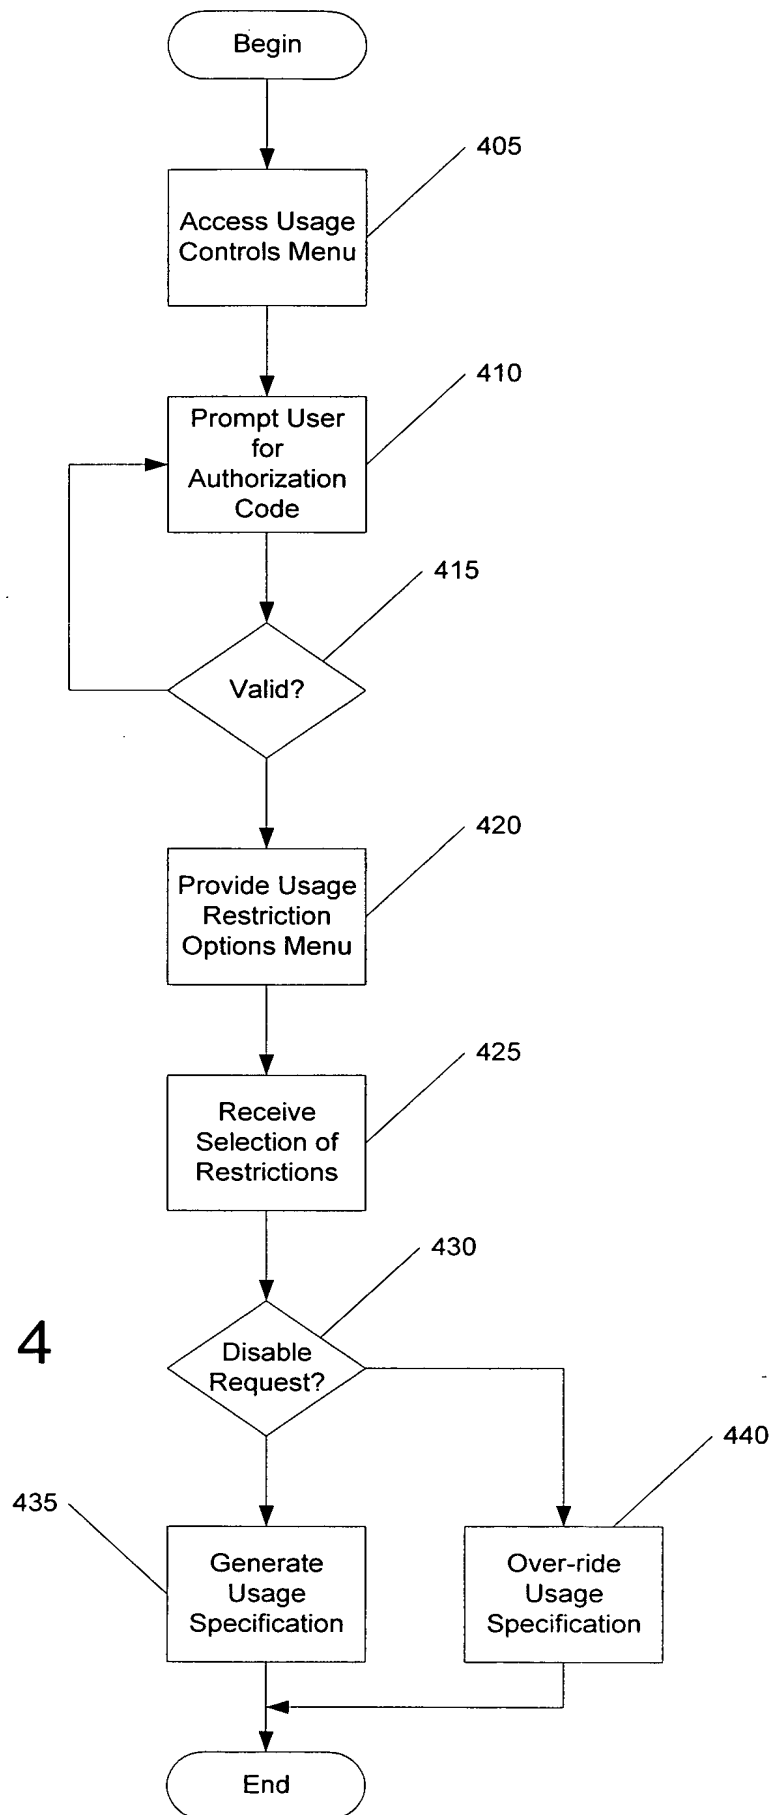 Begin
405
Access Usage
Controls Menu
410
Prompt User
for
Authorization
Code
415
Valid?
420
Provide Usage
Restriction
Options Menu
425
Receive
Selection of
Restrictions
430
4
Disable
Request?
440
435
Generate
Usage
Specification
Over-ride
Usage
Specification
End